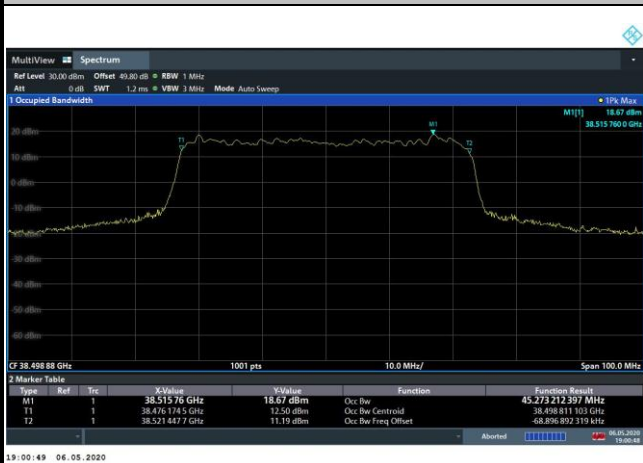 MultiView Spectrum
Ref Level 30.00 dBm Offset 49.80 dB RBW 1 MHz
Att 0 dB SWT 1.2 ms VBW 3 MHz Mode Auto Sweep
1 Occupied Bandwidth 1Pk Max
M1[1] 18.67 dBm
38.515 760 0 GHz
M1
T1
T2
20 dBm
10 dBm
0 dBm
-10 dBm
-20 dBm
-30 dBm
-40 dBm
-50 dBm
-60 dBm
CF 38.498 88 GHz 1001 pts 10.0 MHz/ Span 100.0 MHz
2 Marker Table
Type Ref Trc X-Value Y-Value Function Function Result
M1 1 38.515 76 GHz 18.67 dBm Occ Bw 45.273 212 397 MHz
T1 1 38.476 174 5 GHz 12.50 dBm Occ Bw Centroid 38.498 811 103 GHz
T2 1 38.521 447 7 GHz 11.19 dBm Occ Bw Freq Offset -68.896 892 319 kHz
Aborted 06.05.2020
19:00:48
19:00:49 06.05.2020